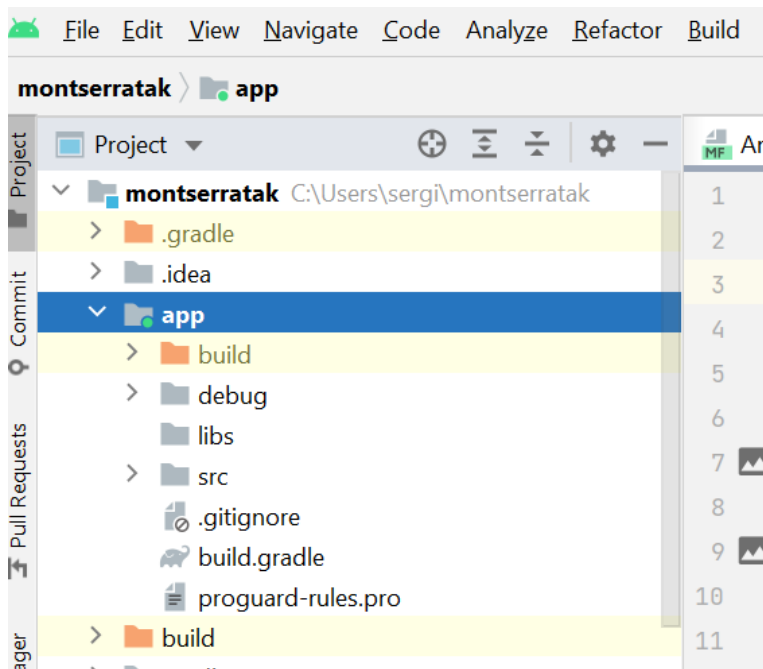 File Edit View Navigate Code Analyze Refactor Build
montserratak app
Project
montserratak C:\Users\sergi\montserratak
.gradle
.idea
app
build
debug
libs
src
.gitignore
build.gradle
proguard-rules.pro
build
Project
Commit
Pull Requests
MF
1
2
3
4
5
6
7
8
9
10
11